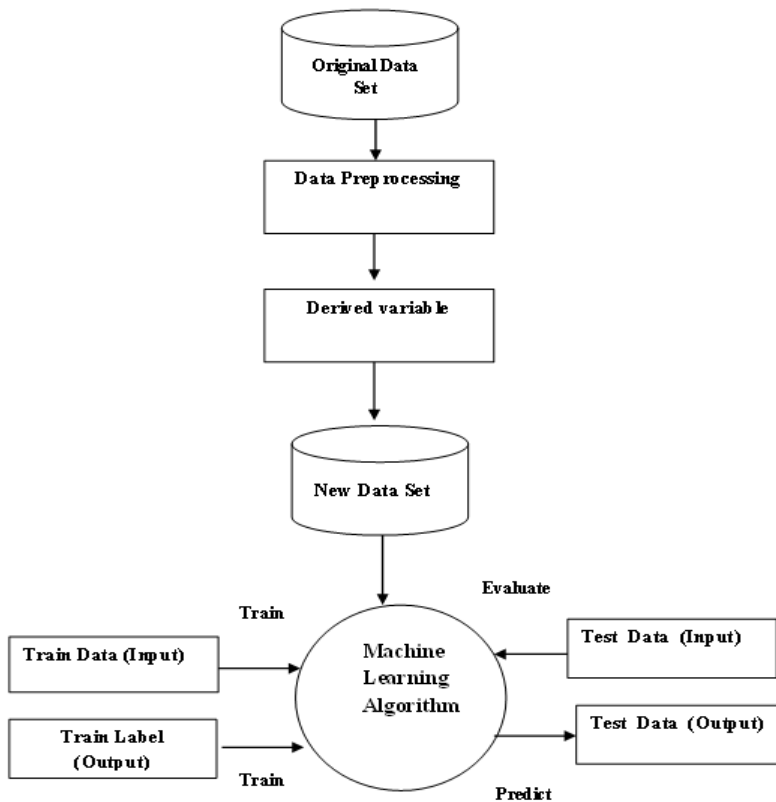 Original Data
Set
Data Preprocessing
Derived variable
New Data Set
Evaluate
Train
Train Data (Input)
Machine
Learning
Algorithm
Test Data (Input)
Train Label
(Output)
Test Data (Output)
Train
Predict